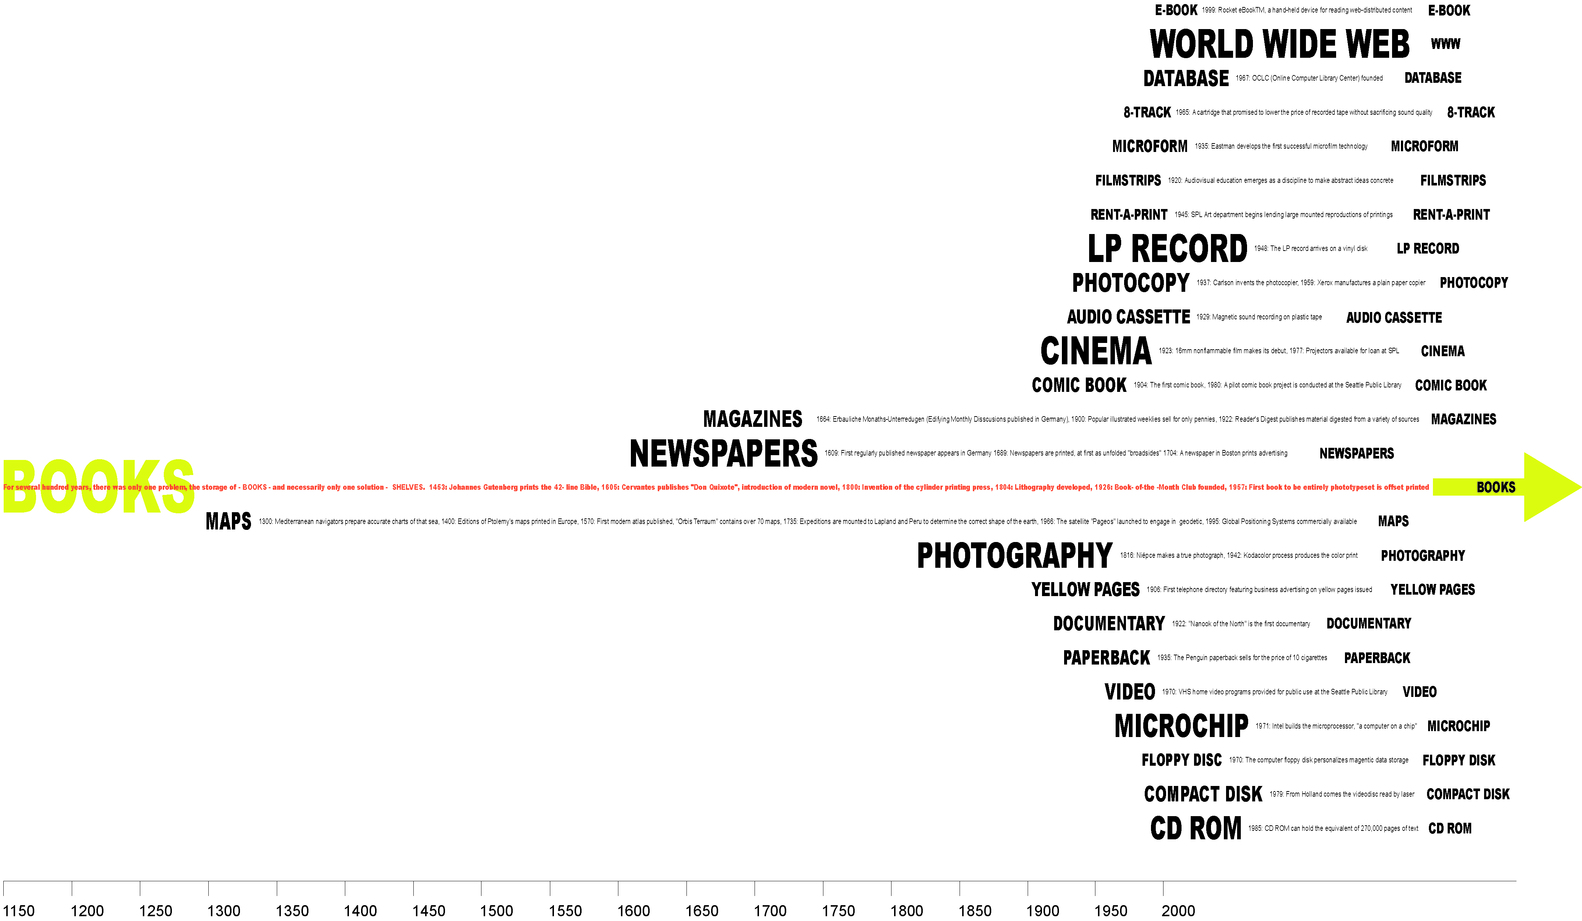 E-BOOK 1999: Rocket eBookTM, a hand-held device for reading web-distributed content E-BOOK
WORLD WIDE WEB WWW
DATABASE 1967: OCLC (Online Computer Library Center) founded DATABASE
8-TRACK 1965: A cartridge that promised to lower the price of recorded tape without sacrificing sound quality 8-TRACK
MICROFORM 1935: Eastman develops the first successful microfilm technology MICROFORM
FILMSTRIPS 1920: Audiovisual education emerges as a discipline to make abstract ideas concrete FILMSTRIPS
RENT-A-PRINT 1945: SPL Art department begins lending large mounted reproductions of printings RENT-A-PRINT
LP RECORD 1948: The LP record arrives on a vinyl disk LP RECORD
PHOTOCOPY 1937: Carlson invents the photocopier, 1959: Xerox manufactures a plain paper copier PHOTOCOPY
AUDIO CASSETTE 1929: Magnetic sound recording on plastic tape AUDIO CASSETTE
CINEMA 1923: 16mm nonflammable film makes its debut, 1977: Projectors available for loan at SPL CINEMA
COMIC BOOK 1904: The first comic book, 1980: A pilot comic book project is conducted at the Seattle Public Library COMIC BOOK
MAGAZINES 1664: Erbauliche Monaths-Unterredugen (Edifying Monthly Disscusions published in Germany), 1900: Popular illustrated weeklies sell for only pennies, 1922: Reader's Digest publishes material digested from a variety of sources MAGAZINES
NEWSPAPERS 1609: First regularly published newspaper appears in Germany 1689: Newspapers are printed, at first as unfolded "broadsides" 1704: A newspaper in Boston prints advertising NEWSPAPERS
BOOKS
For several hundred years, there was only one problem, the storage of - BOOKS - and necessarily only one solution - SHELVES. 1453: Johannes Gutenberg prints the 42- line Bible, 1605: Cervantes publishes "Don Quixote", introduction of modern novel, 1800: Invention of the cylinder printing press, 1804: Lithography developed, 1926: Book- of-the -Month Club founded, 1957: First book to be entirely phototypeset is offset printed BOOKS
MAPS 1300: Mediterranean navigators prepare accurate charts of that sea, 1400: Editions of Ptolemy's maps printed in Europe, 1570: First modern atlas published, "Orbis Terraum" contains over 70 maps, 1735: Expeditions are mounted to Lapland and Peru to determine the correct shape of the earth, 1966: The satellite "Pageos" launched to engage in geodetic, 1995: Global Positioning Systems commercially available MAPS
PHOTOGRAPHY 1816: Niépce makes a true photograph, 1942: Kodacolor process produces the color print PHOTOGRAPHY
YELLOW PAGES 1906: First telephone directory featuring business advertising on yellow pages issued YELLOW PAGES
DOCUMENTARY 1922: "Nanook of the North" is the first documentary DOCUMENTARY
PAPERBACK 1935: The Penguin paperback sells for the price of 10 cigarettes PAPERBACK
VIDEO 1970: VHS home video programs provided for public use at the Seattle Public Library VIDEO
MICROCHIP 1971: Intel builds the microprocessor, "a computer on a chip" MICROCHIP
FLOPPY DISC 1970: The computer floppy disk personalizes magentic data storage FLOPPY DISK
COMPACT DISK 1979: From Holland comes the videodisc read by laser COMPACT DISK
CD ROM 1985: CD ROM can hold the equivalent of 270,000 pages of text CD ROM
1150 1200 1250 1300 1350 1400 1450 1500 1550 1600 1650 1700 1750 1800 1850 1900 1950 2000